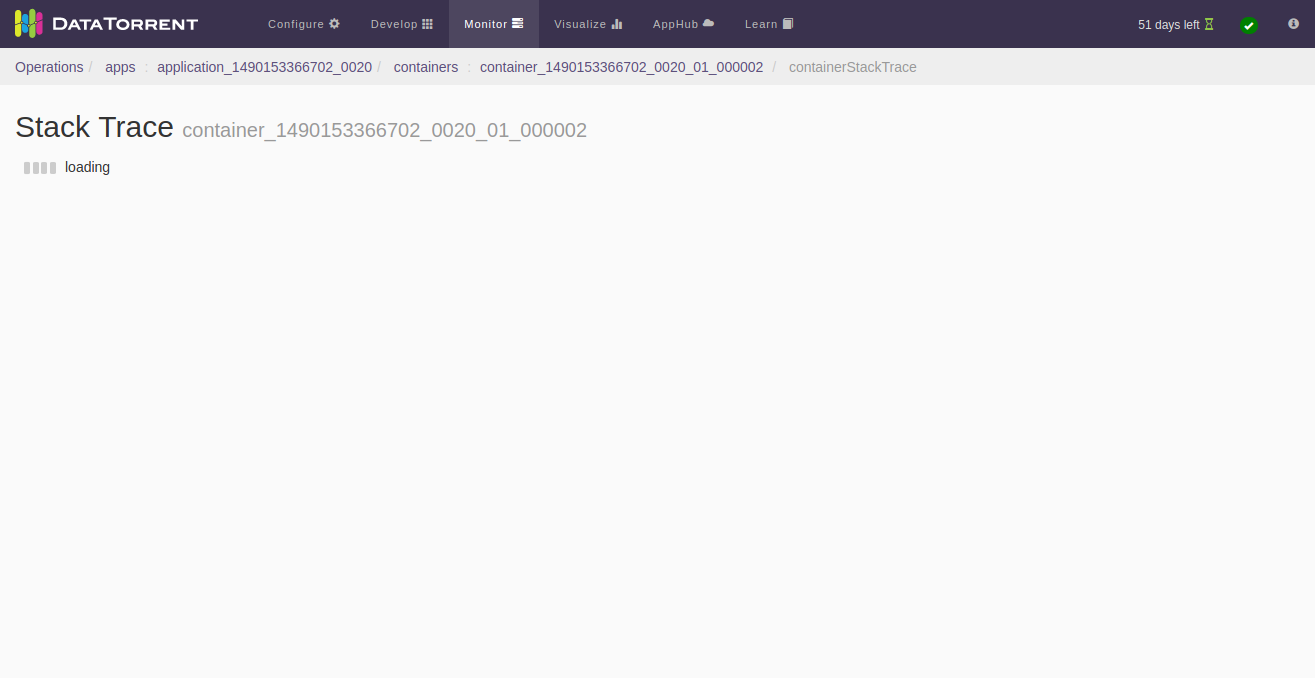 DATATORRENT Configure Develop Monitor Visualize AppHub Learn 51 days left
Operations / apps : application_1490153366702_0020 / containers : container_1490153366702_0020_01_000002 / containerStackTrace
Stack Trace container_1490153366702_0020_01_000002
loading